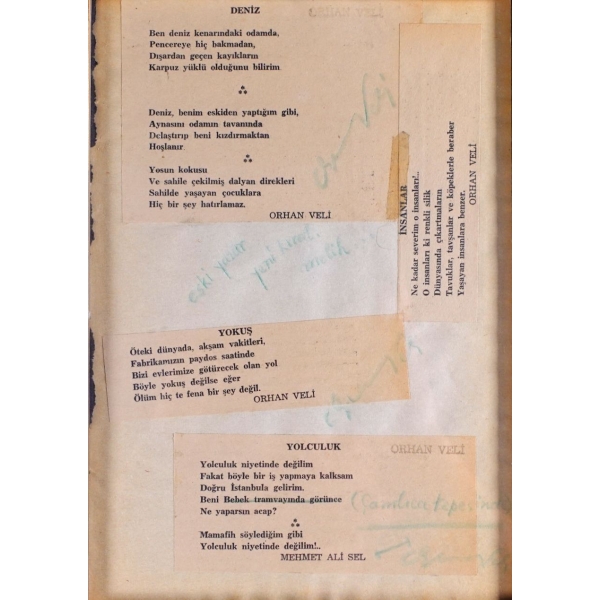 DENİZ
Ben deniz kenarındaki odamda,
Pencereye hiç bakmadan,
Dışardan geçen kayıkların
Karpuz yüklü olduğunu bilirim.
Deniz, benim eskiden yaptığım gibi,
Aynasını odamın tavanında
Delaştırıp beni kızdırmaktan
Hoşlanır.
Yosun kokusu
Ve sahile çekilmiş dalyan direkleri
Sahilde yaşayan çocuklara
Hiç bir şey hatırlamaz.
ORHAN VELİ
İNSANLAR
Ne kadar severim o insanları!..
O insanları ki renkli silik
Dünyasında çıkartmaların
Tavuklar, tavşanlar ve köpeklerle beraber
Yaşayan insanlara benzer.
ORHAN VELİ
eski
yeni
YOKUŞ
Öteki dünyada, akşam vakitleri,
Fabrikamızın paydos saatinde
Bizi evlerimize götürecek olan yol
Böyle yokuş değilse eğer
Ölüm hiç te fena bir şey değil.
ORHAN VELİ
YOLCULUK
ORHAN VELİ
Yolculuk niyetinde değilim
Fakat böyle bir iş yapmaya kalksam
Doğru İstanbula gelirim.
Beni Bebek tramvayında görünce
Ne yaparsın acap?
Mamafih söylediğim gibi
Yolculuk niyetinde değilim!..
MEHMET ALİ SEL